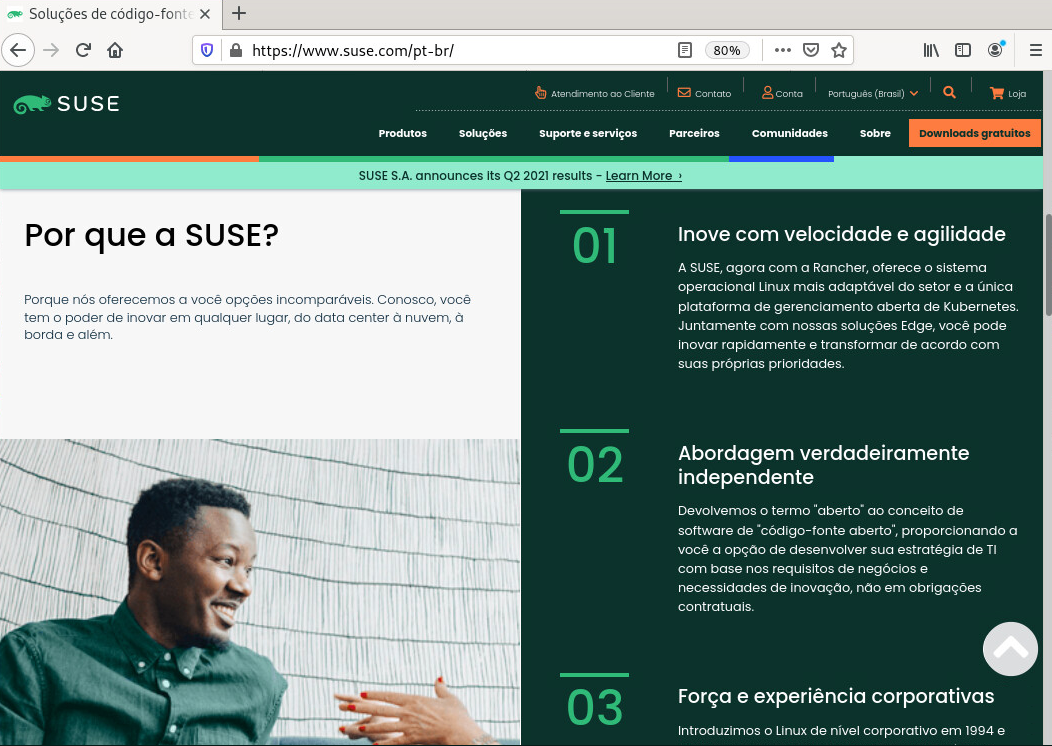 Soluções de código-fonte
https://www.suse.com/pt-br/
80%
SUSE
Atendimento ao Cliente
Contato
Conta
Português (Brasil)
Loja
Produtos
Soluções
Suporte e serviços
Parceiros
Comunidades
Sobre
Downloads gratuitos
SUSE S.A. announces its Q2 2021 results - Learn More ›
Por que a SUSE?
Porque nós oferecemos a você opções incomparáveis. Conosco, você
tem o poder de inovar em qualquer lugar, do data center à nuvem, à
borda e além.
01
Inove com velocidade e agilidade
A SUSE, agora com a Rancher, oferece o sistema
operacional Linux mais adaptável do setor e a única
plataforma de gerenciamento aberta de Kubernetes.
Juntamente com nossas soluções Edge, você pode
inovar rapidamente e transformar de acordo com
suas próprias prioridades.
02
Abordagem verdadeiramente
independente
Devolvemos o termo "aberto" ao conceito de
software de "código-fonte aberto", proporcionando a
você a opção de desenvolver sua estratégia de TI
com base nos requisitos de negócios e
necessidades de inovação, não em obrigações
contratuais.
03
Força e experiência corporativas
Introduzimos o Linux de nível corporativo em 1994 e